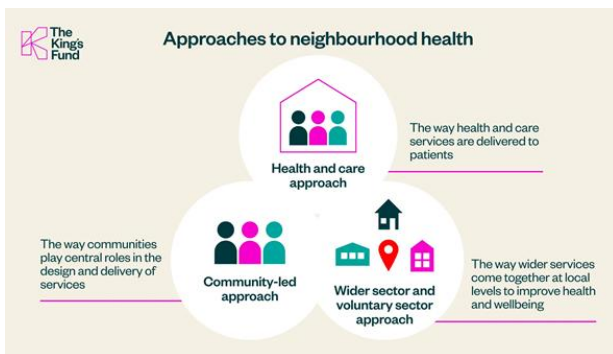 The
King's
Fund
Approaches to neighbourhood health
The way health and care
services are delivered to
patients
Health and care
approach
The way communities
play central roles in the
design and delivery of
services
Community-led
approach
Wider sector and
voluntary sector
approach
The way wider services
come together at local
levels to improve health
and wellbeing